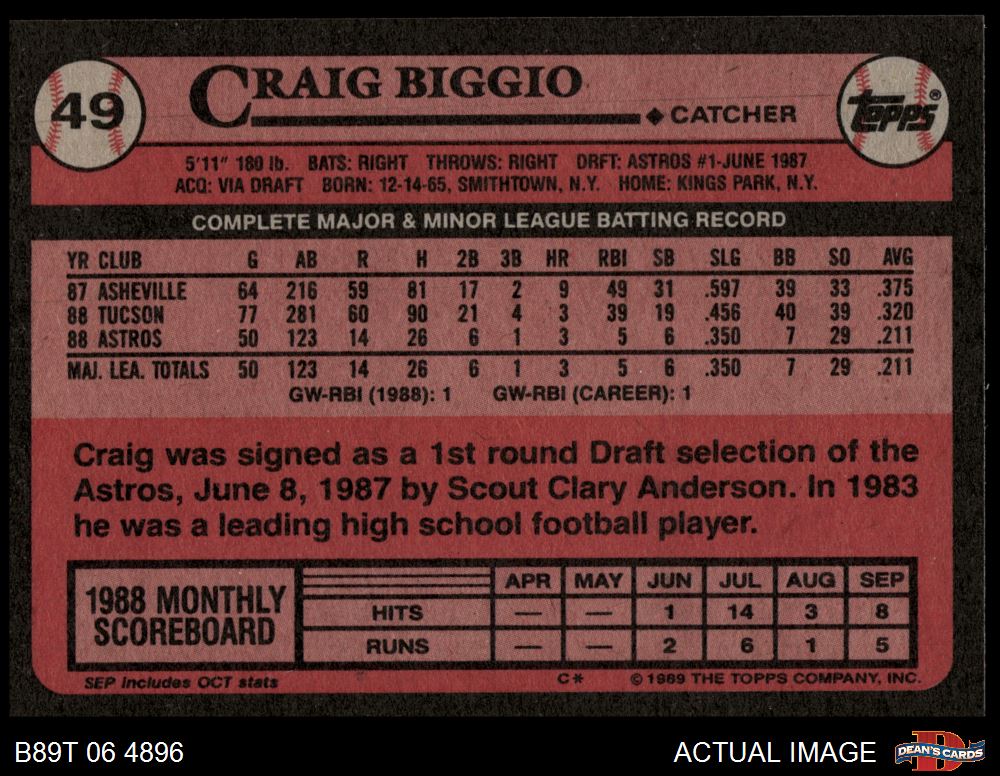 49
CRAIG BIGGIO
◆ CATCHER
Topps®
5'11" 180 lb. BATS: RIGHT THROWS: RIGHT DRFT: ASTROS #1-JUNE 1987
ACQ: VIA DRAFT BORN: 12-14-65, SMITHTOWN, N.Y. HOME: KINGS PARK, N.Y.
COMPLETE MAJOR & MINOR LEAGUE BATTING RECORD
YR CLUB G AB R H 2B 3B HR RBI SB SLG BB SO AVG
87 ASHEVILLE 64 216 59 81 17 2 9 49 31 .597 39 33 .375
88 TUCSON 77 281 60 90 21 4 3 39 19 .456 40 39 .320
88 ASTROS 50 123 14 26 6 1 3 5 6 .350 7 29 .211
MAJ. LEA. TOTALS 50 123 14 26 6 1 3 5 6 .350 7 29 .211
GW-RBI (1988): 1 GW-RBI (CAREER): 1
Craig was signed as a 1st round Draft selection of the
Astros, June 8, 1987 by Scout Clary Anderson. In 1983
he was a leading high school football player.
1988 MONTHLY
SCOREBOARD
APR MAY JUN JUL AUG SEP
HITS — — 1 14 3 8
RUNS — — 2 6 1 5
SEP includes OCT stats C* © 1989 THE TOPPS COMPANY, INC.
B89T 06 4896 ACTUAL IMAGE DEAN'S CARDS